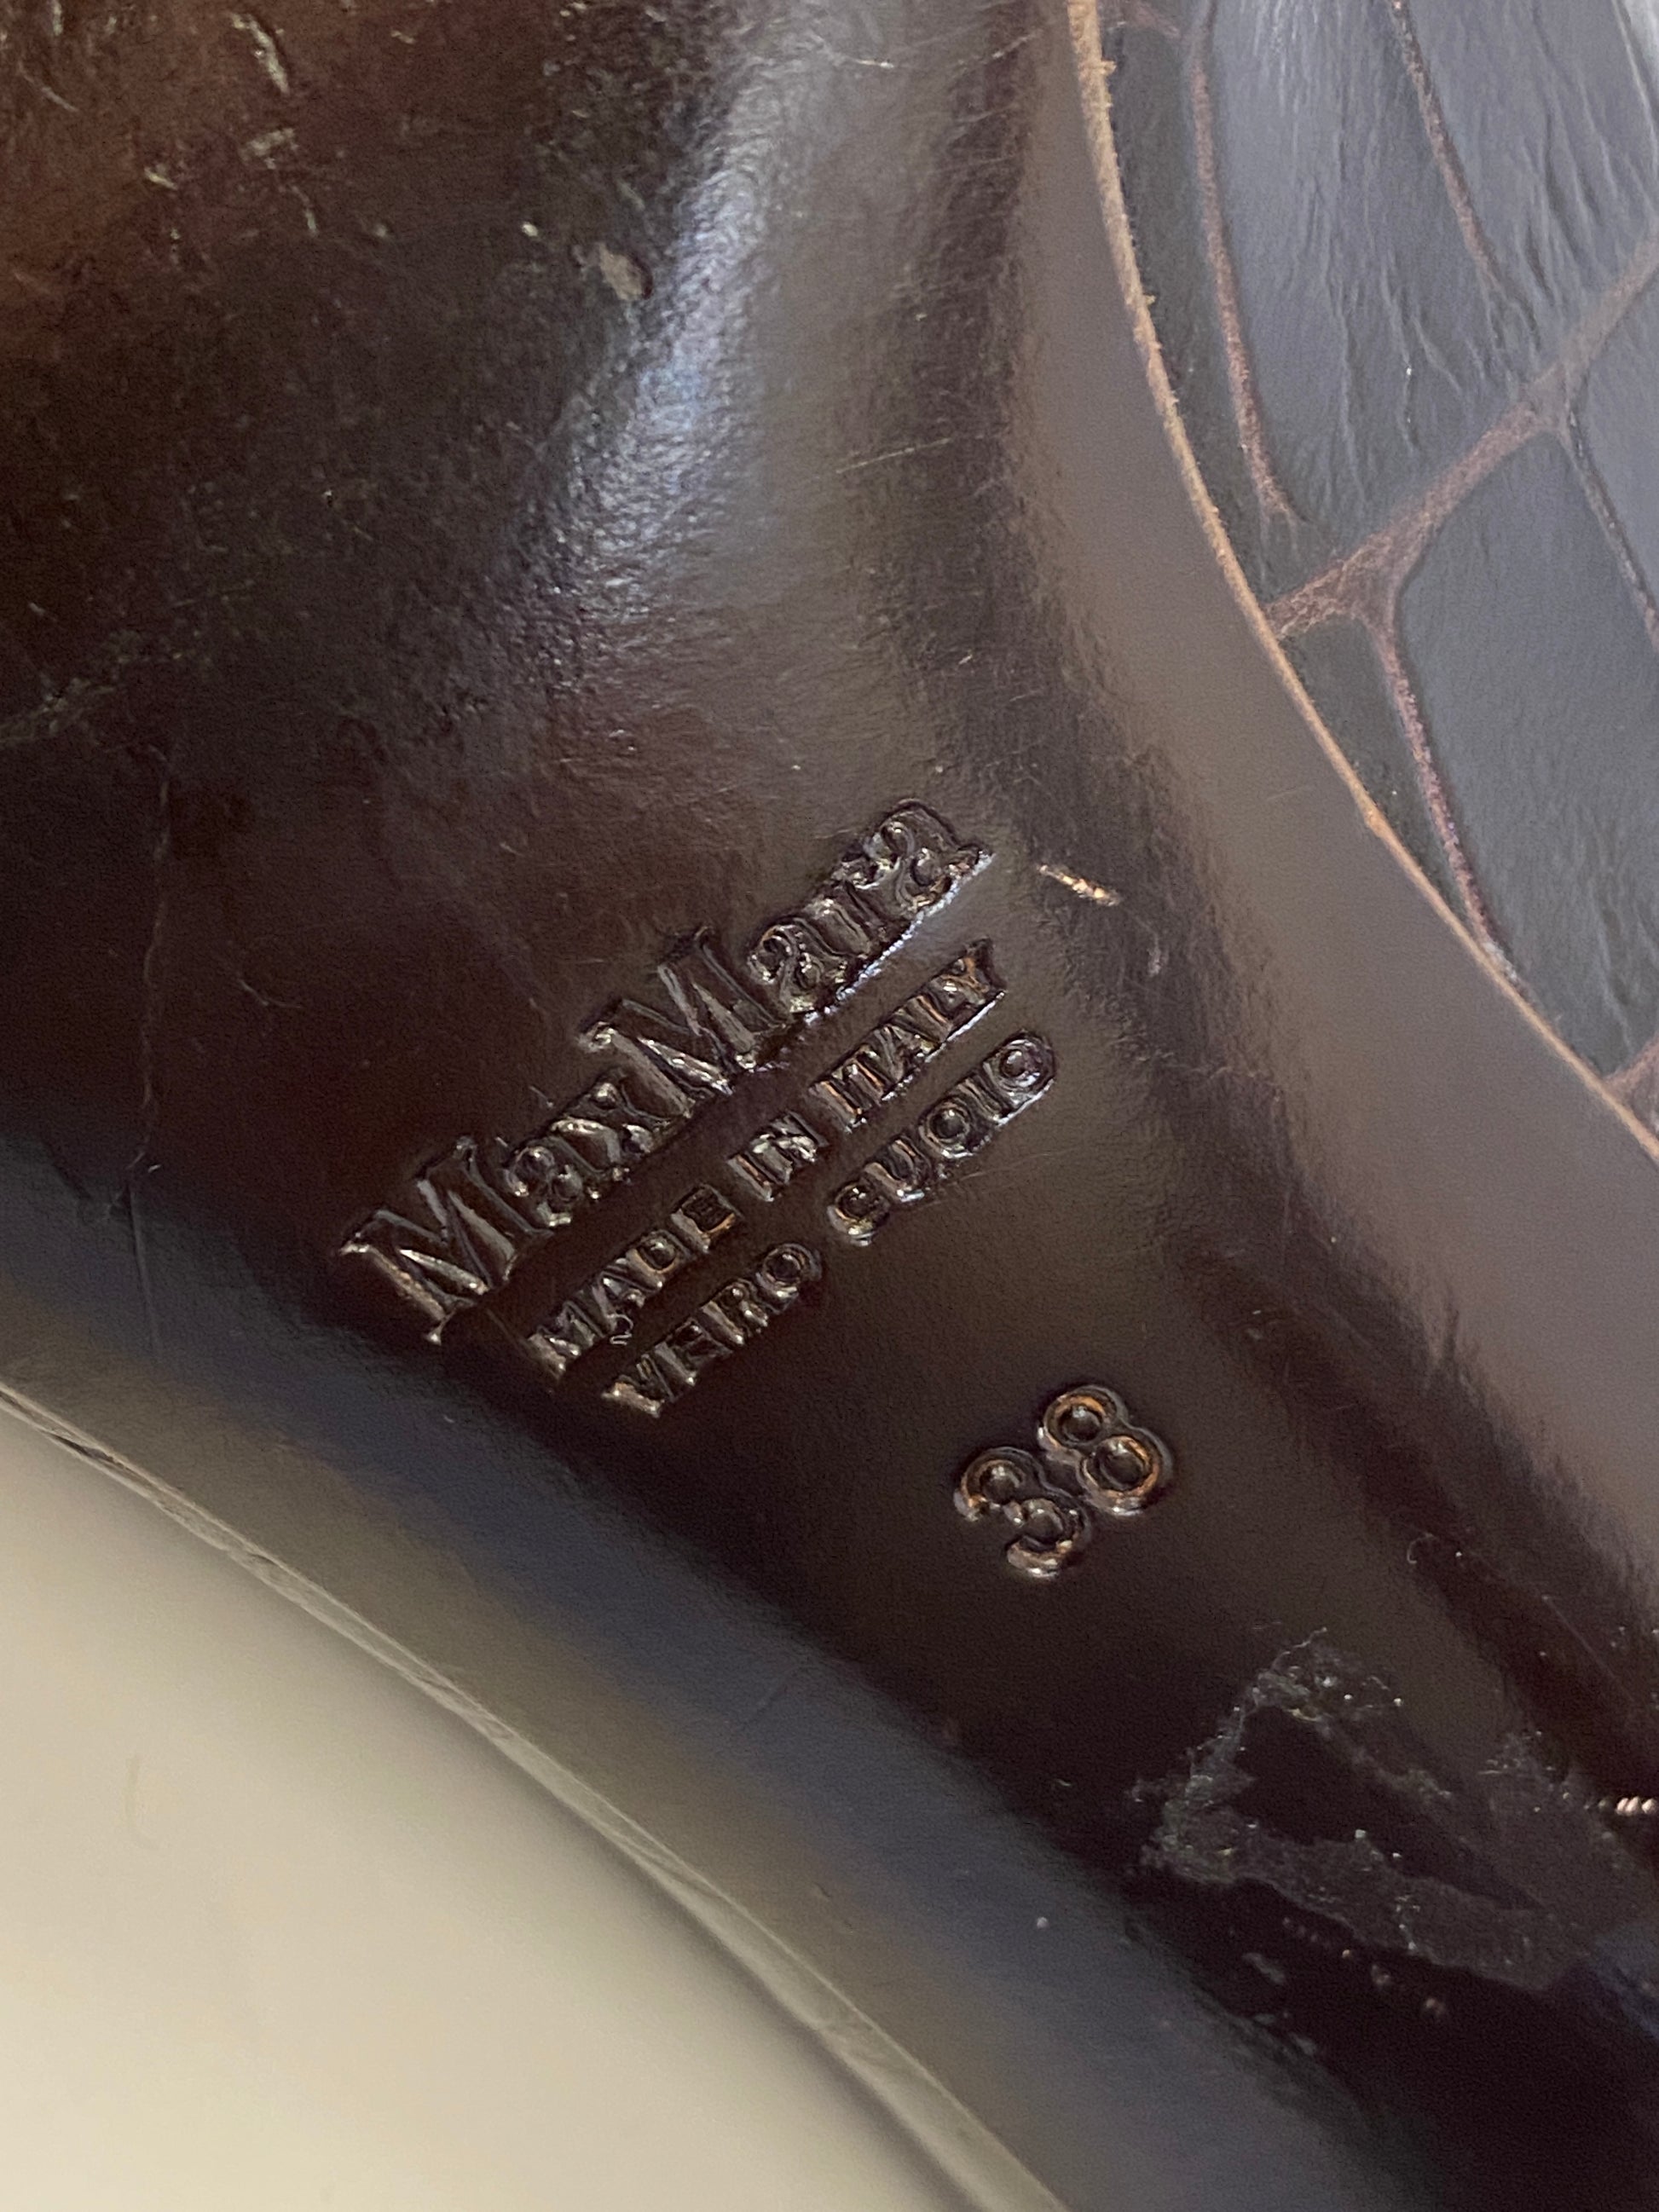 MaxMara
MADE IN ITALY
VERO CUOIO
38